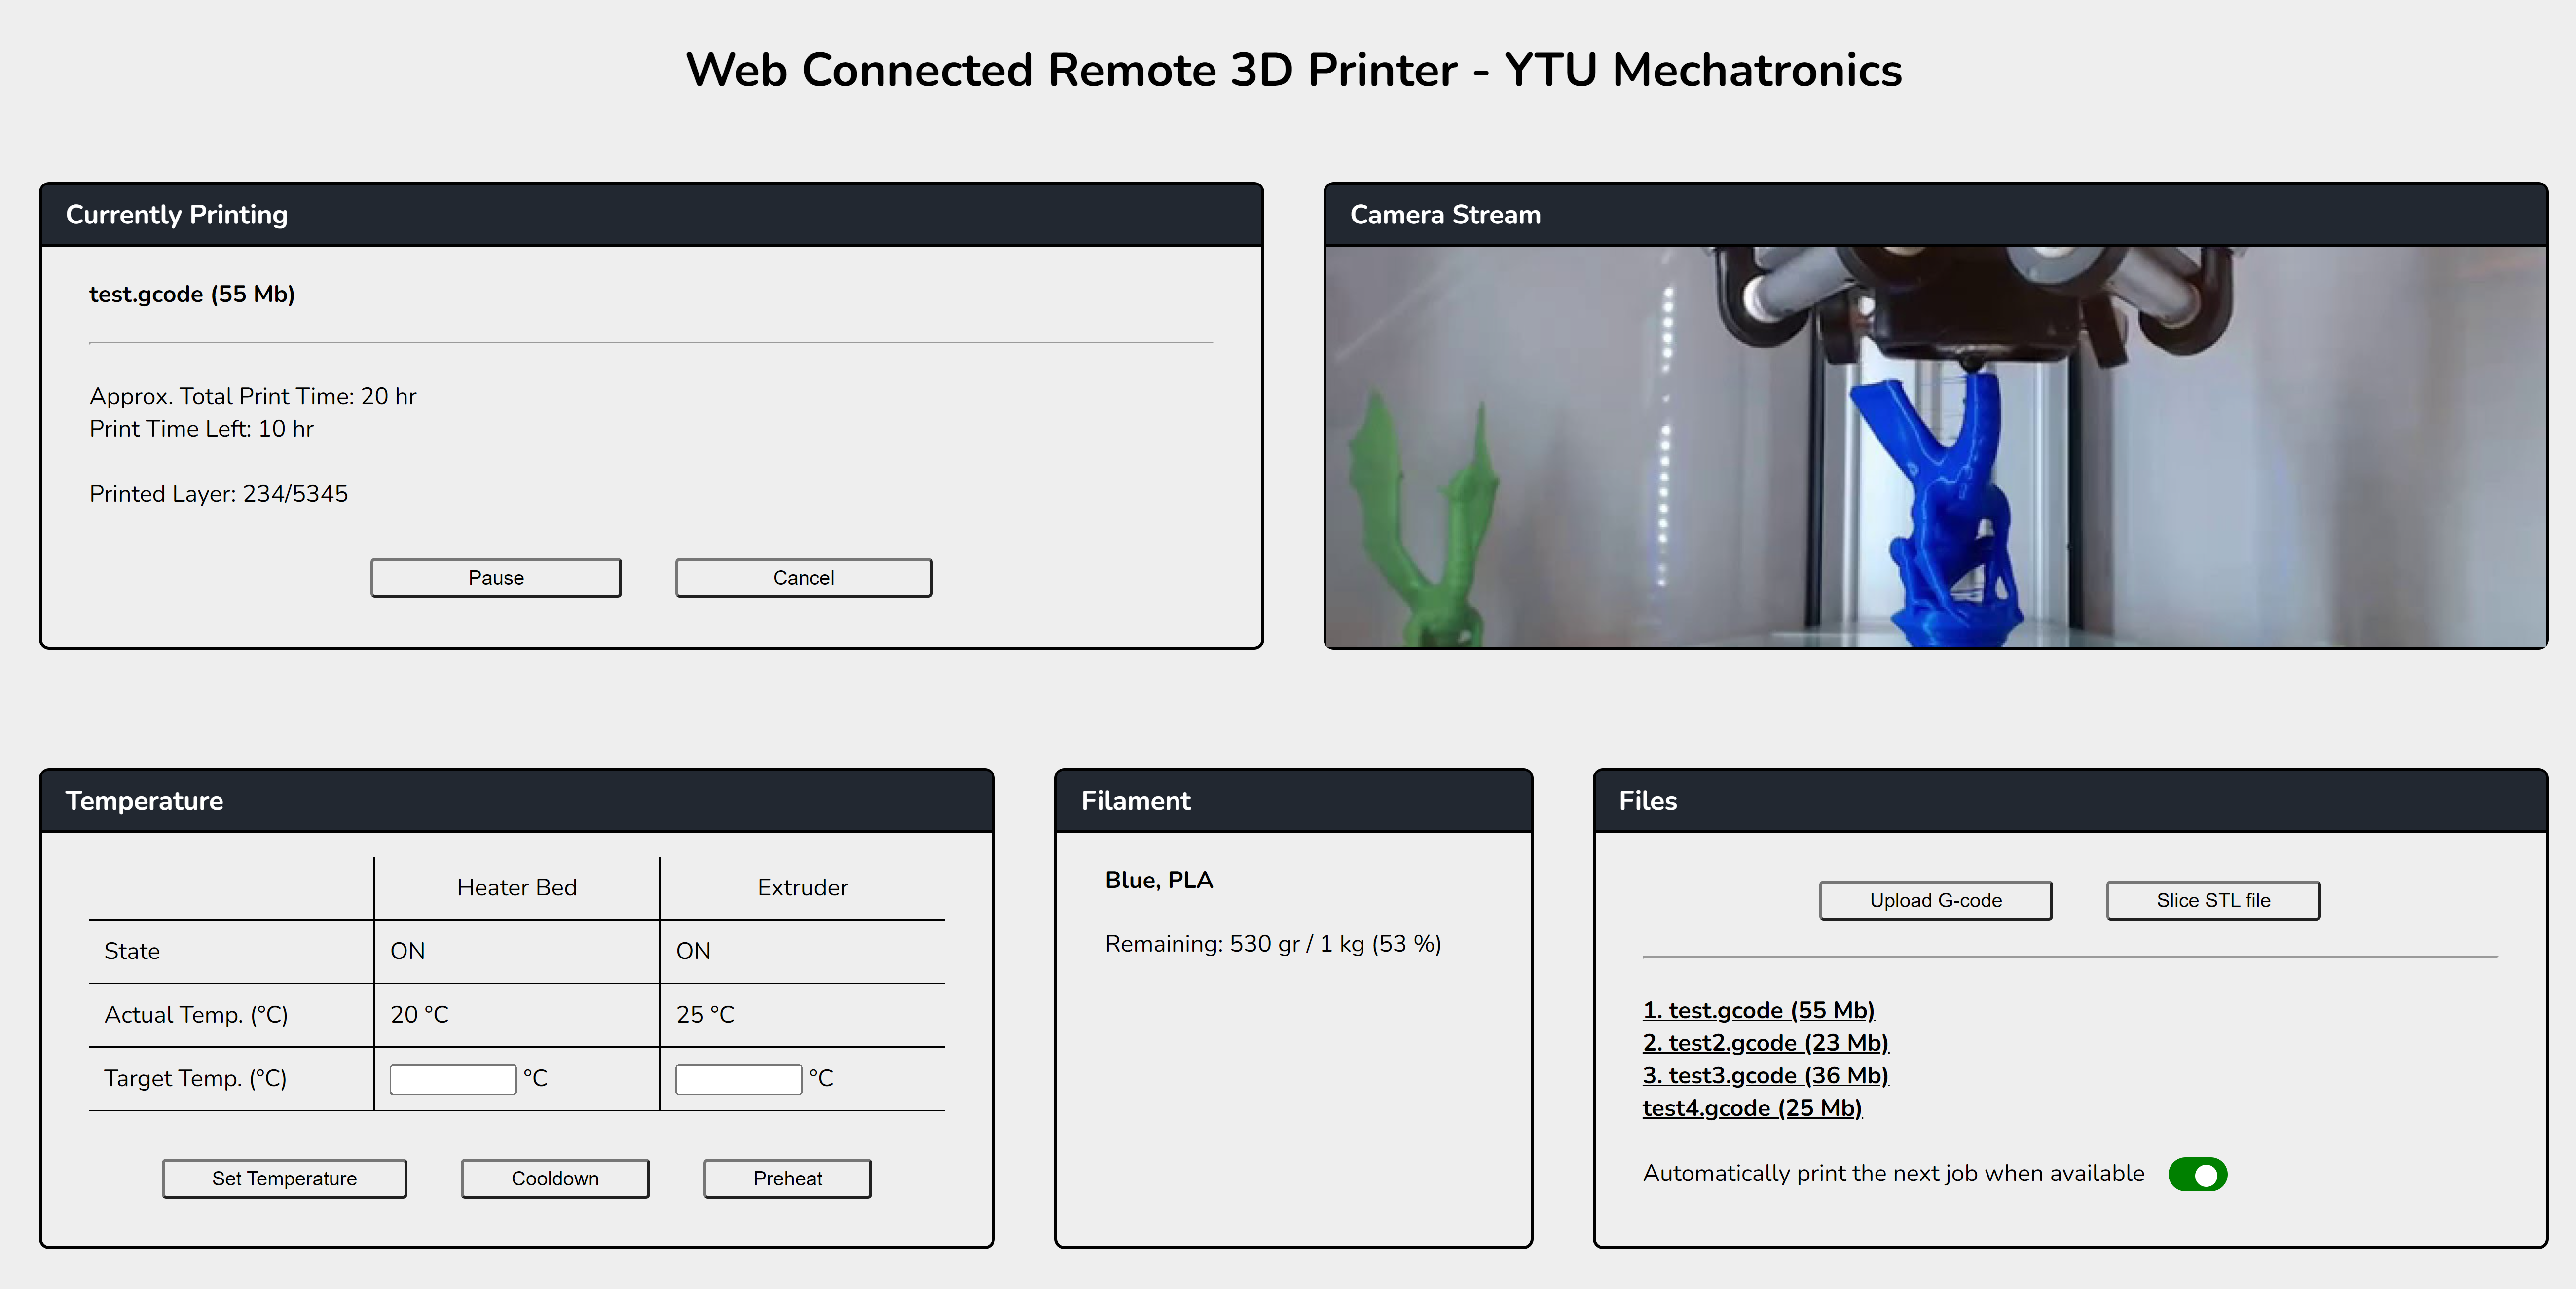 Web Connected Remote 3D Printer - YTU Mechatronics
Currently Printing
test.gcode (55 Mb)
Approx. Total Print Time: 20 hr
Print Time Left: 10 hr
Printed Layer: 234/5345
Pause Cancel
Camera Stream
Temperature
Heater Bed Extruder
State ON ON
Actual Temp. (°C) 20 °C 25 °C
Target Temp. (°C) °C °C
Set Temperature Cooldown Preheat
Filament
Blue, PLA
Remaining: 530 gr / 1 kg (53 %)
Files
Upload G-code Slice STL file
1. test.gcode (55 Mb)
2. test2.gcode (23 Mb)
3. test3.gcode (36 Mb)
test4.gcode (25 Mb)
Automatically print the next job when available